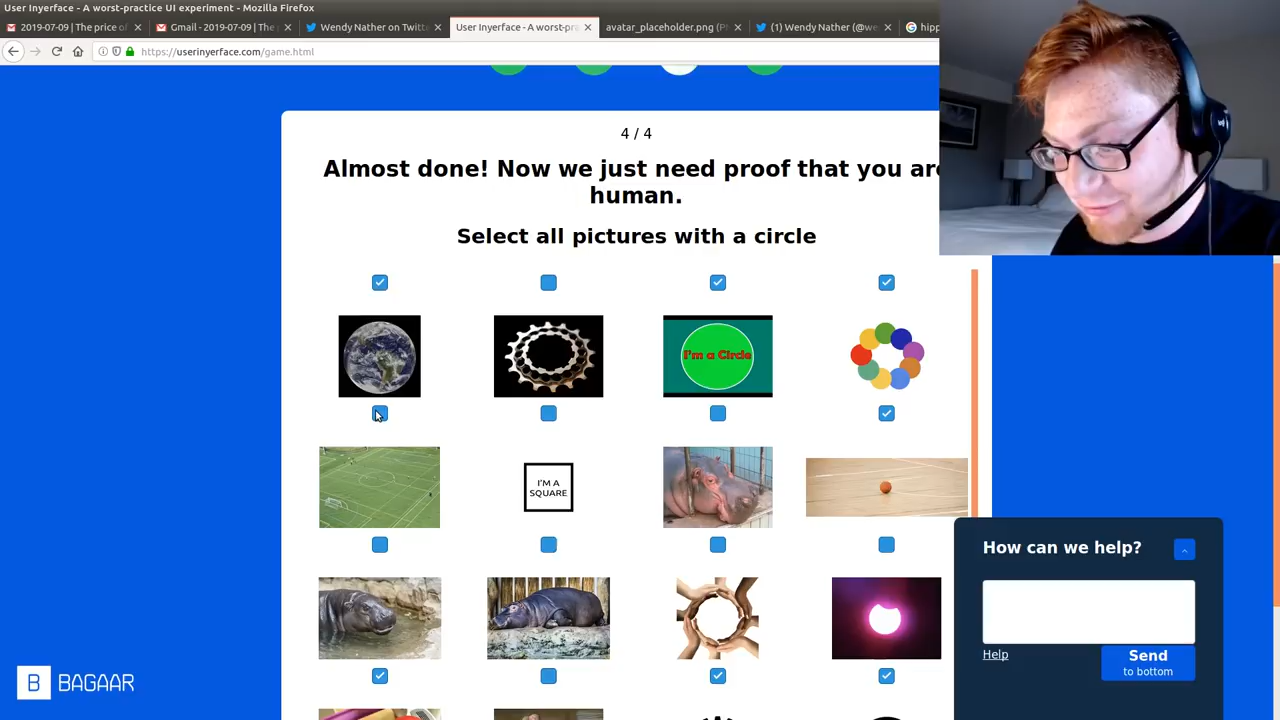 User Inyerface - A worst-practice UI experiment - Mozilla Firefox
2019-07-09 | The price of
Gmail - 2019-07-09 | The
Wendy Nather on Twitte
User Inyerface - A worst-pr
avatar_placeholder.png (P
(1) Wendy Nather (@we
hipp
https://userinyerface.com/game.html
4 / 4
Almost done! Now we just need proof that you are
human.
Select all pictures with a circle
I'm a Circle
I'M A
SQUARE
How can we help?
Help
Send
to bottom
B BAGAAR